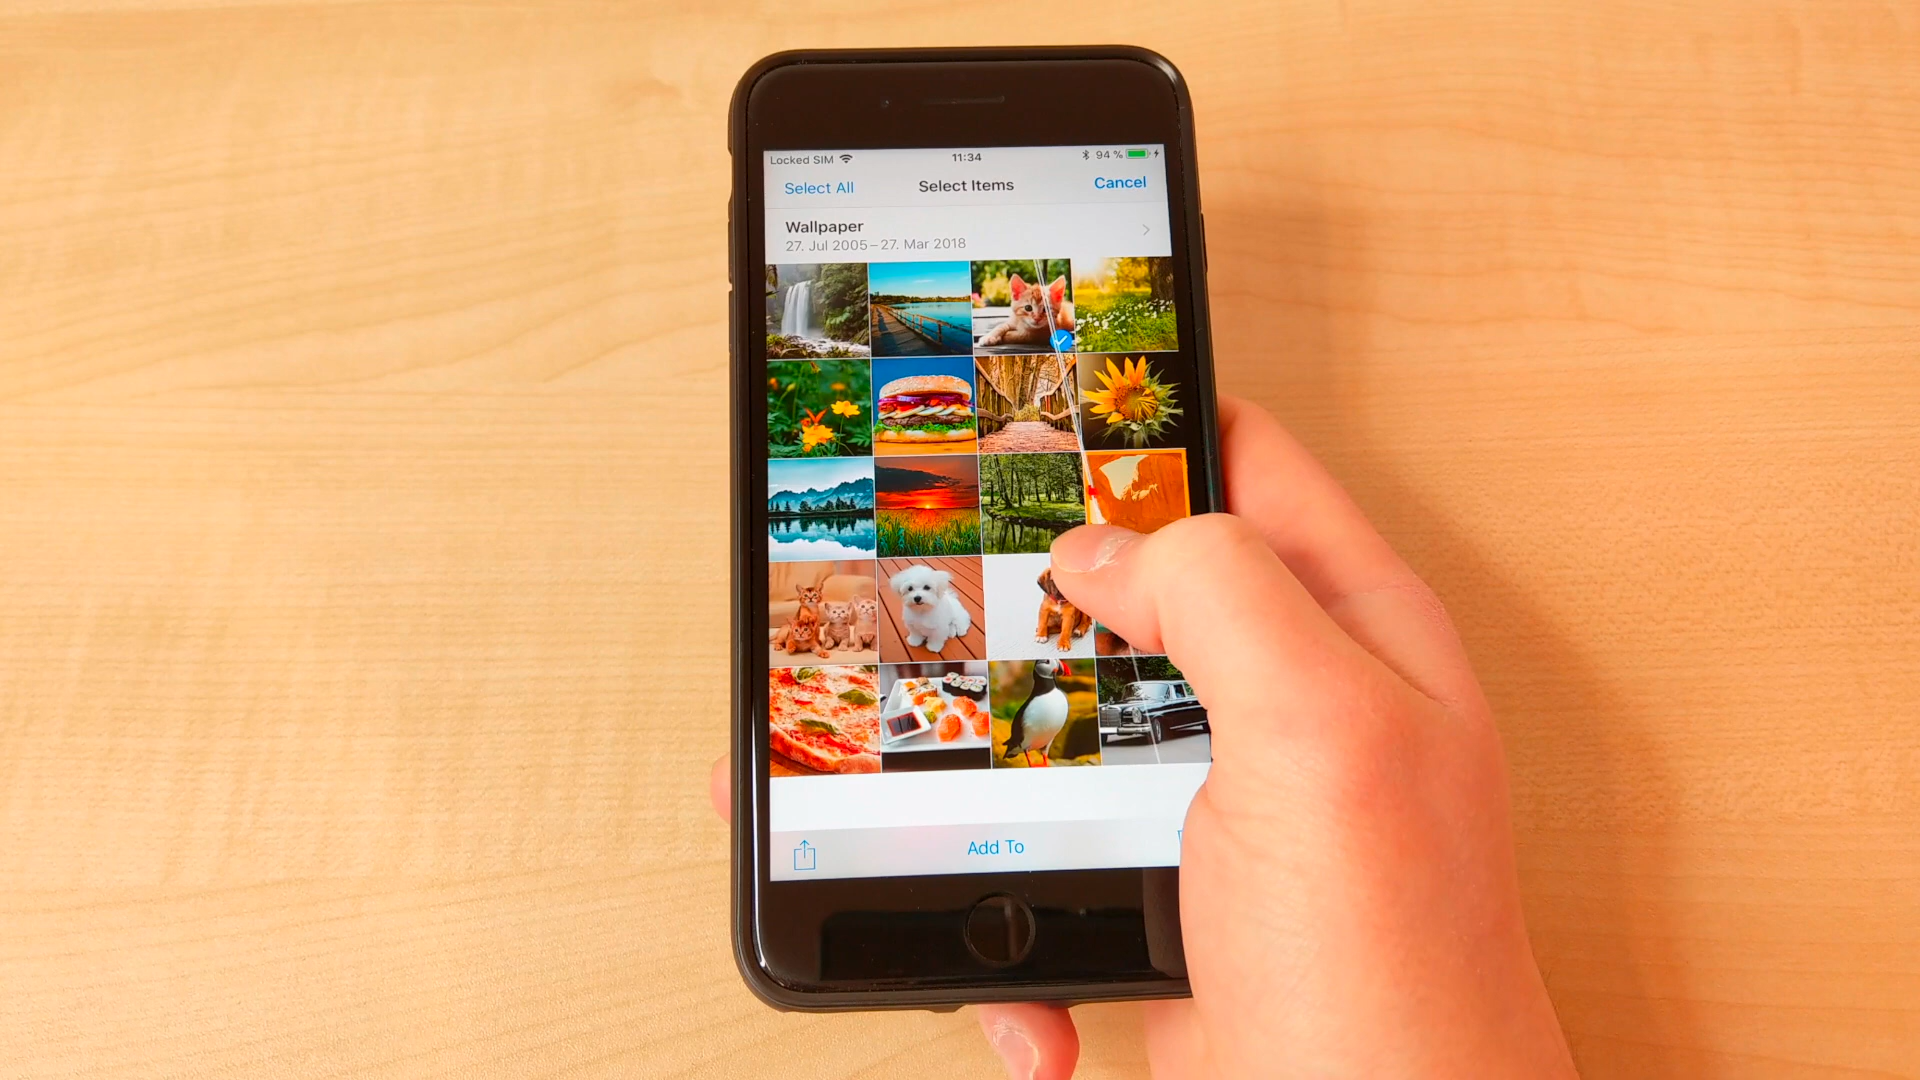 Locked SIM 11:34 94 %
Select All Select Items Cancel
Wallpaper
27. Jul 2005 – 27. Mar 2018
Add To